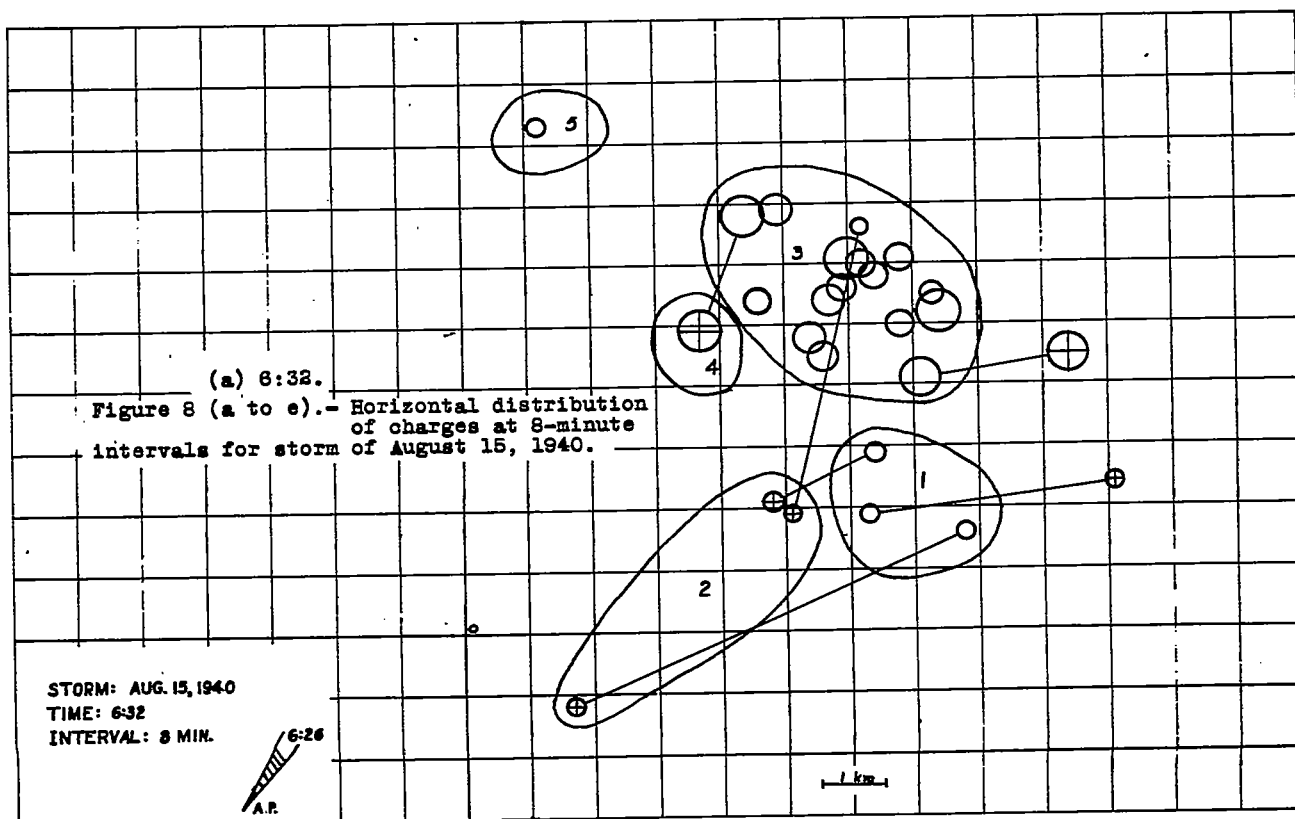 5
3
4
(a) 6:32.
Figure 8 (a to e).- Horizontal distribution
of charges at 8-minute
intervals for storm of August 15, 1940.
1
2
STORM: AUG. 15, 1940
TIME: 6:32
INTERVAL: 8 MIN.
6:26
A.P.
1 km